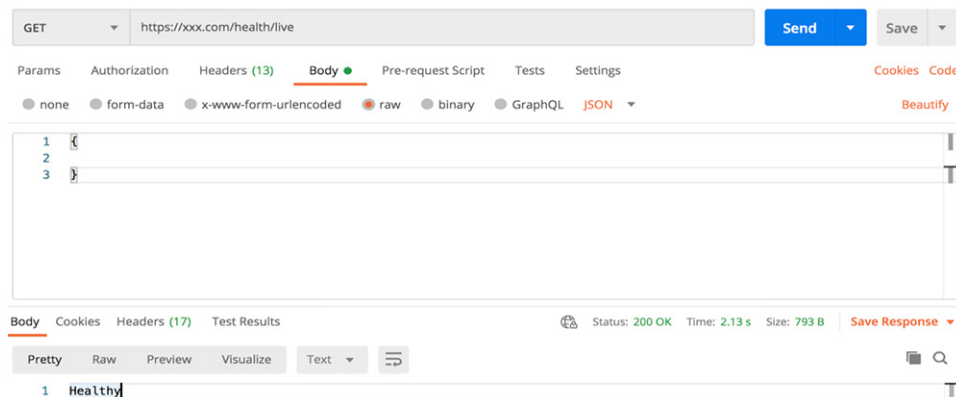 GET https://xxx.com/health/live Send Save
Params Authorization Headers (13) Body Pre-request Script Tests Settings Cookies Code
none form-data x-www-form-urlencoded raw binary GraphQL JSON Beautify
1 {
2
3 }
Body Cookies Headers (17) Test Results Status: 200 OK Time: 2.13 s Size: 793 B Save Response
Pretty Raw Preview Visualize Text
1 Healthy